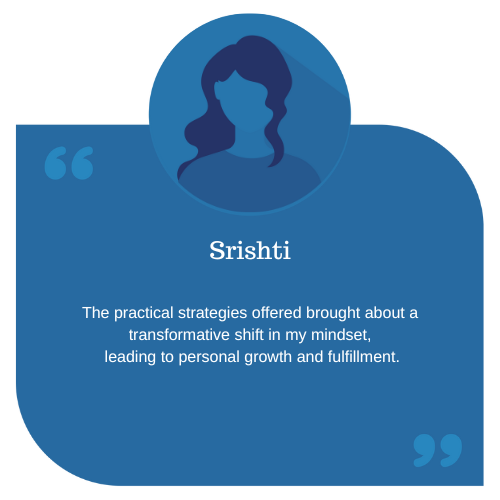 Srishti
The practical strategies offered brought about a
transformative shift in my mindset,
leading to personal growth and fulfillment.